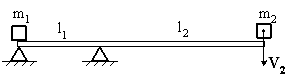 m₁ l₁ l₂ m₂
V₂